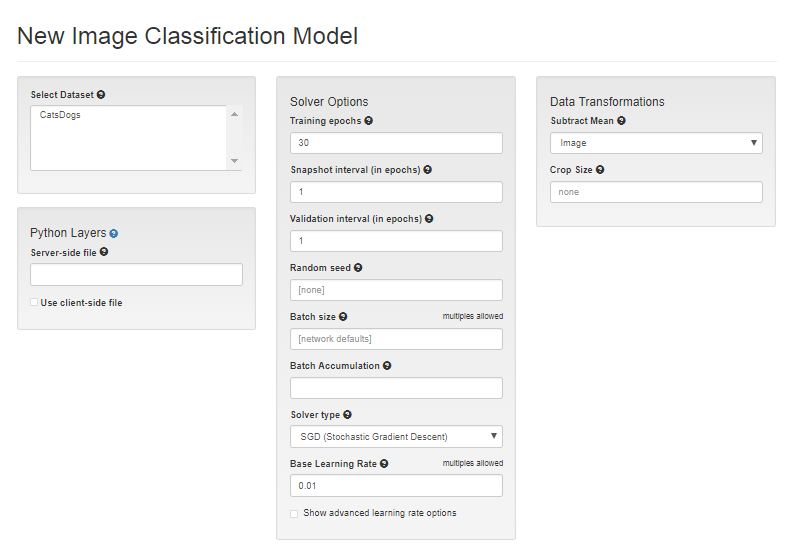 New Image Classification Model
Select Dataset
CatsDogs
Python Layers
Server-side file
Use client-side file
Solver Options
Training epochs
30
Snapshot interval (in epochs)
1
Validation interval (in epochs)
1
Random seed
[none]
Batch size multiples allowed
[network defaults]
Batch Accumulation
Solver type
SGD (Stochastic Gradient Descent)
Base Learning Rate multiples allowed
0.01
Show advanced learning rate options
Data Transformations
Subtract Mean
Image
Crop Size
none